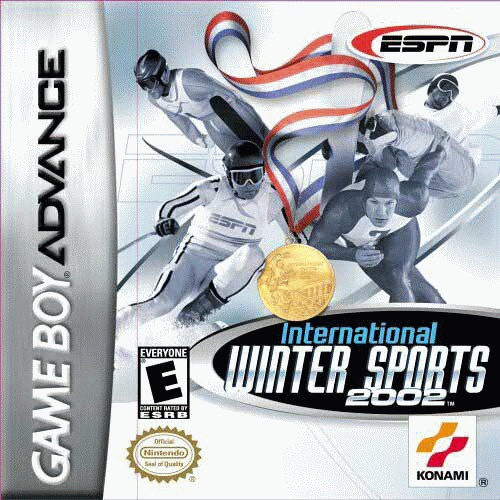 GAME BOY ADVANCE
ESPN
ESPN
International
WINTER SPORTS
2002™
EVERYONE
E
CONTENT RATED BY
ESRB
Official
Nintendo
Seal of Quality
KONAMI
®